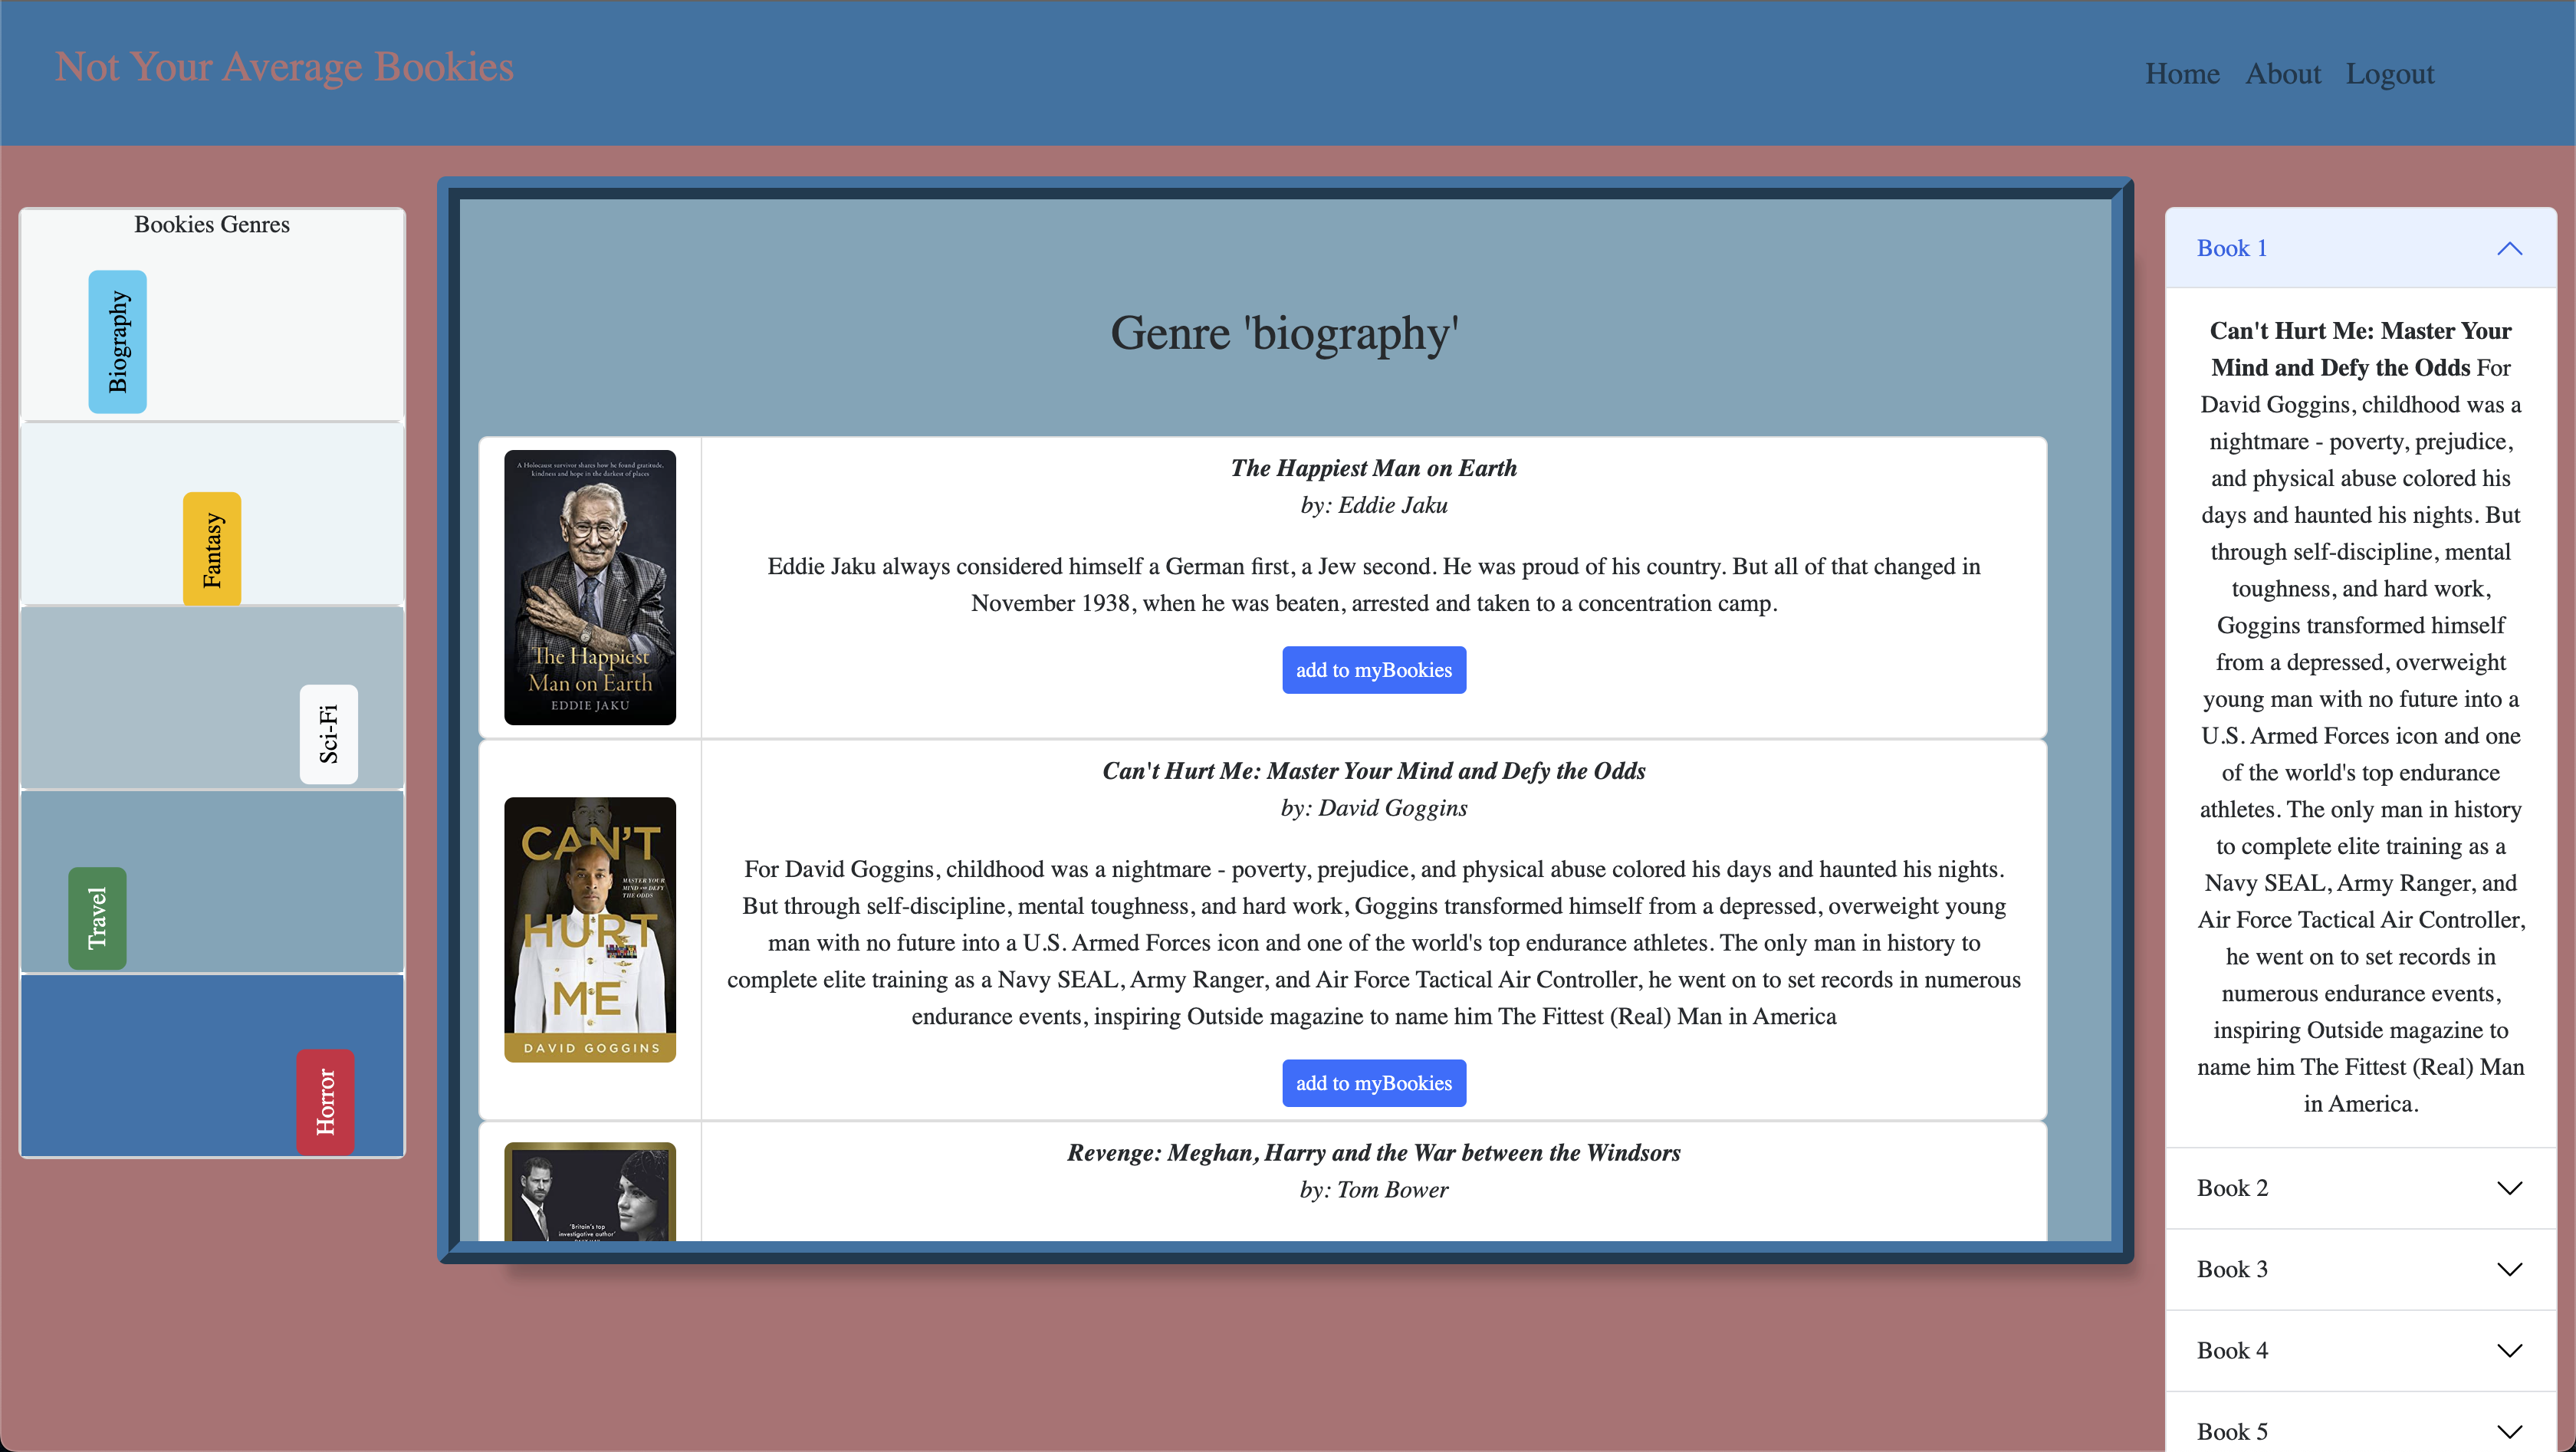 Not Your Average Bookies
Home About Logout
Bookies Genres
Biography
Fantasy
Sci-Fi
Travel
Horror
Genre 'biography'
A Holocaust survivor shares how he found gratitude,
kindness and hope in the darkest of places
The Happiest
Man on Earth
EDDIE JAKU
The Happiest Man on Earth
by: Eddie Jaku
Eddie Jaku always considered himself a German first, a Jew second. He was proud of his country. But all of that changed in
November 1938, when he was beaten, arrested and taken to a concentration camp.
add to myBookies
CAN'T
MASTER YOUR
MIND AND DEFY
THE ODDS
HURT
ME
DAVID GOGGINS
Can't Hurt Me: Master Your Mind and Defy the Odds
by: David Goggins
For David Goggins, childhood was a nightmare - poverty, prejudice, and physical abuse colored his days and haunted his nights.
But through self-discipline, mental toughness, and hard work, Goggins transformed himself from a depressed, overweight young
man with no future into a U.S. Armed Forces icon and one of the world's top endurance athletes. The only man in history to
complete elite training as a Navy SEAL, Army Ranger, and Air Force Tactical Air Controller, he went on to set records in numerous
endurance events, inspiring Outside magazine to name him The Fittest (Real) Man in America
add to myBookies
'Britain's top
investigative author'
Revenge: Meghan, Harry and the War between the Windsors
by: Tom Bower
Book 1
Can't Hurt Me: Master Your
Mind and Defy the Odds For
David Goggins, childhood was a
nightmare - poverty, prejudice,
and physical abuse colored his
days and haunted his nights. But
through self-discipline, mental
toughness, and hard work,
Goggins transformed himself
from a depressed, overweight
young man with no future into a
U.S. Armed Forces icon and one
of the world's top endurance
athletes. The only man in history
to complete elite training as a
Navy SEAL, Army Ranger, and
Air Force Tactical Air Controller,
he went on to set records in
numerous endurance events,
inspiring Outside magazine to
name him The Fittest (Real) Man
in America.
Book 2
Book 3
Book 4
Book 5